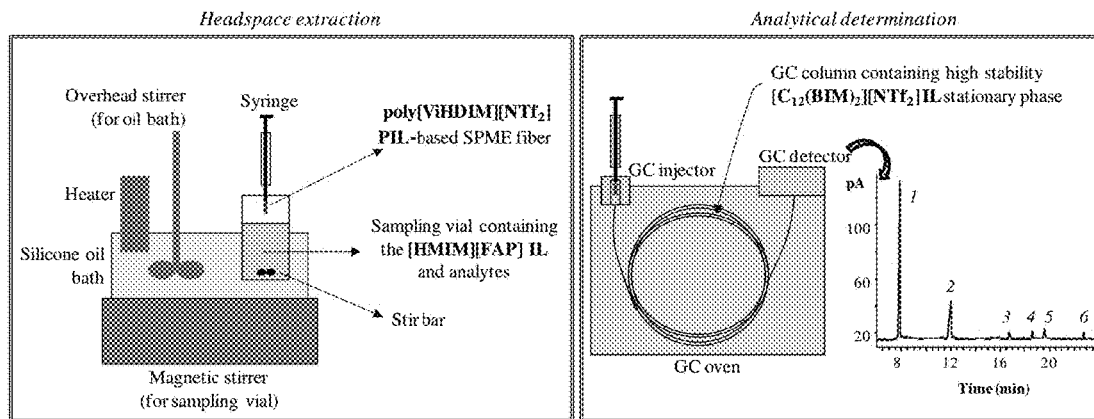 Headspace extraction
Overhead stirrer
(for oil bath)
Syringe
poly[ViHDIM][NTf₂]
PIL-based SPME fiber
Heater
Silicone oil
bath
Sampling vial containing
the [HMIM][FAP] IL
and analytes
Stir bar
Magnetic stirrer
(for sampling vial)
Analytical determination
GC column containing high stability
[C₁₂(BIM)₂][NTf₂] IL stationary phase
GC injector
GC detector
GC oven
pA
100
60
20
1
2
3
4
5
6
8
12
16
20
24
Time (min)